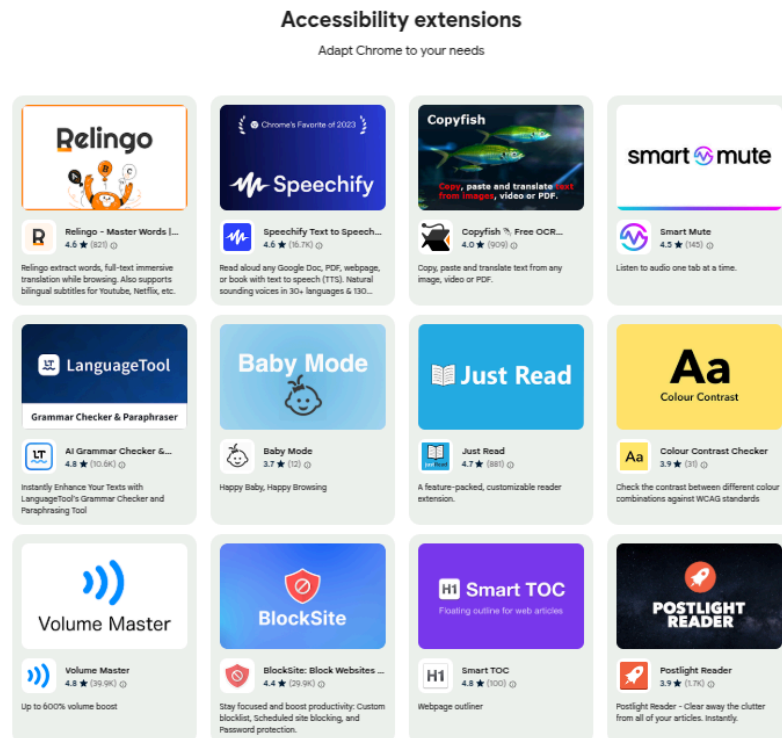 Accessibility extensions
Adapt Chrome to your needs
Relingo
A
B
C
Relingo - Master Words |...
4.6 ★ (821)
Relingo extract words, full-text immersive
translation while browsing. Also supports
bilingual subtitles for Youtube, Netflix, etc.
Chrome's Favorite of 2023
Speechify
Speechify Text to Speech...
4.6 ★ (16.7K)
Read aloud any Google Doc, PDF, webpage,
or book with text to speech (TTS). Natural
sounding voices in 30+ languages & 130...
Copyfish
Copy, paste and translate text
from images, video or PDF.
Copyfish Free OCR...
4.0 ★ (909)
Copy, paste and translate text from any
image, video or PDF.
smart mute
Smart Mute
4.5 ★ (145)
Listen to audio one tab at a time.
LT LanguageTool
Grammar Checker & Paraphraser
LT
AI Grammar Checker &...
4.8 ★ (10.6K)
Instantly Enhance Your Texts with
LanguageTool's Grammar Checker and
Paraphrasing Tool
Baby Mode
Baby Mode
3.7 ★ (12)
Happy Baby, Happy Browsing
Just Read
Just Read
Just Read
4.7 ★ (881)
A feature-packed, customizable reader
extension.
Aa
Colour Contrast
Aa
Colour Contrast Checker
3.9 ★ (31)
Check the contrast between different colour
combinations against WCAG standards
Volume Master
Volume Master
4.8 ★ (39.9K)
Up to 600% volume boost
BlockSite
BlockSite: Block Websites ...
4.4 ★ (29.9K)
Stay focused and boost productivity: Custom
blocklist, Scheduled site blocking, and
Password protection.
H1 Smart TOC
Floating outline for web articles
H1
Smart TOC
4.8 ★ (100)
Webpage outliner
POSTLIGHT
READER
Postlight Reader
3.9 ★ (1.7K)
Postlight Reader - Clear away the clutter
from all of your articles. Instantly.